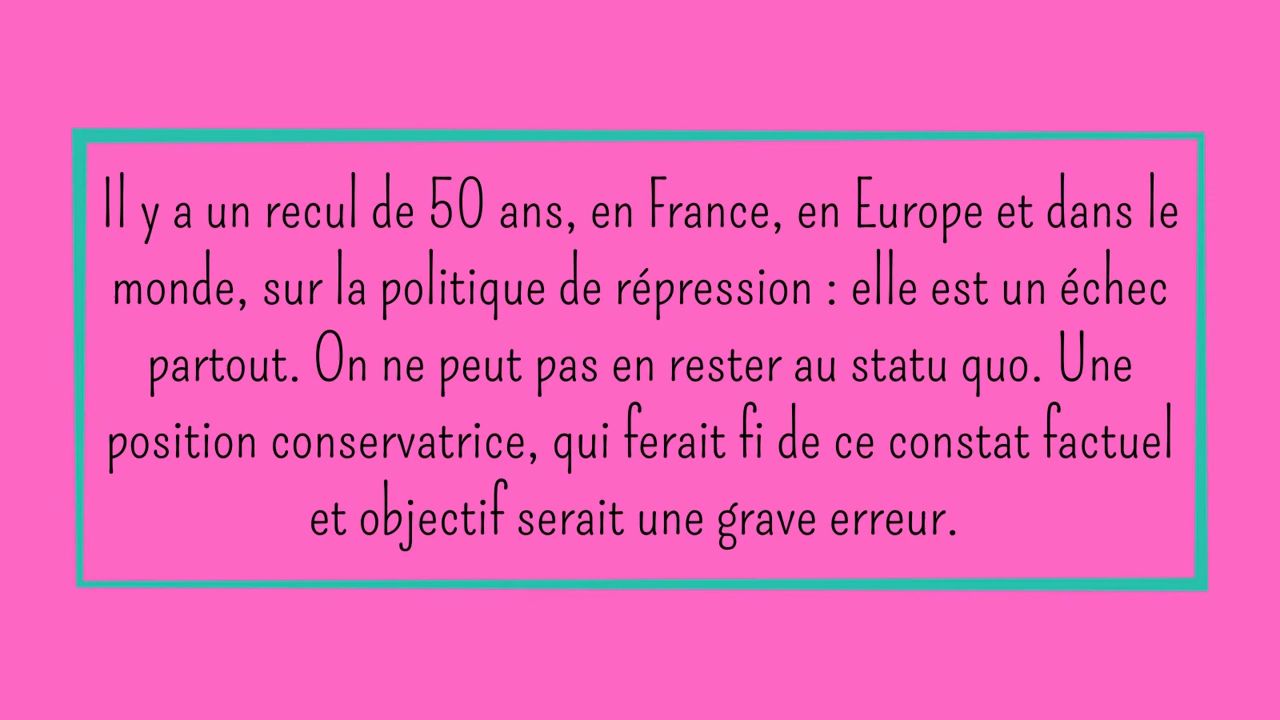 Il y a un recul de 50 ans, en France, en Europe et dans le
monde, sur la politique de répression : elle est un échec
partout. On ne peut pas en rester au statu quo. Une
position conservatrice, qui ferait fi de ce constat factuel
et objectif serait une grave erreur.